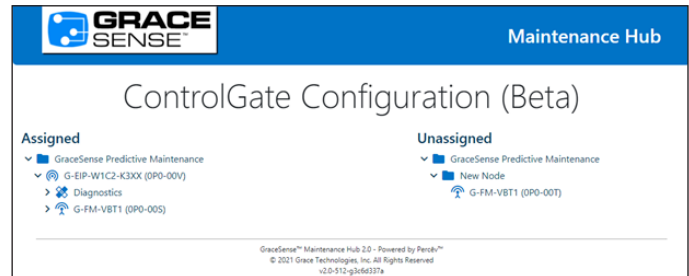 GRACE
SENSE™
Maintenance Hub
ControlGate Configuration (Beta)
Assigned
GraceSense Predictive Maintenance
G-EIP-W1C2-K3XX (0P0-00V)
Diagnostics
G-FM-VBT1 (0P0-00S)
Unassigned
GraceSense Predictive Maintenance
New Node
G-FM-VBT1 (0P0-00T)
GraceSense™ Maintenance Hub 2.0 - Powered by Percēv™
© 2021 Grace Technologies, Inc. All Rights Reserved
v2.0-512-g3c6d337a